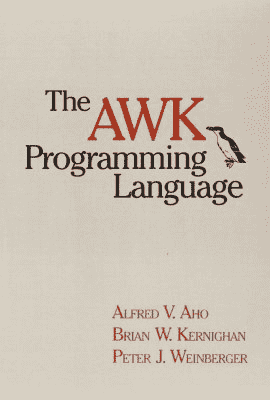 The AWK
Programming
Language
ALFRED V. AHO
BRIAN W. KERNIGHAN
PETER J. WEINBERGER